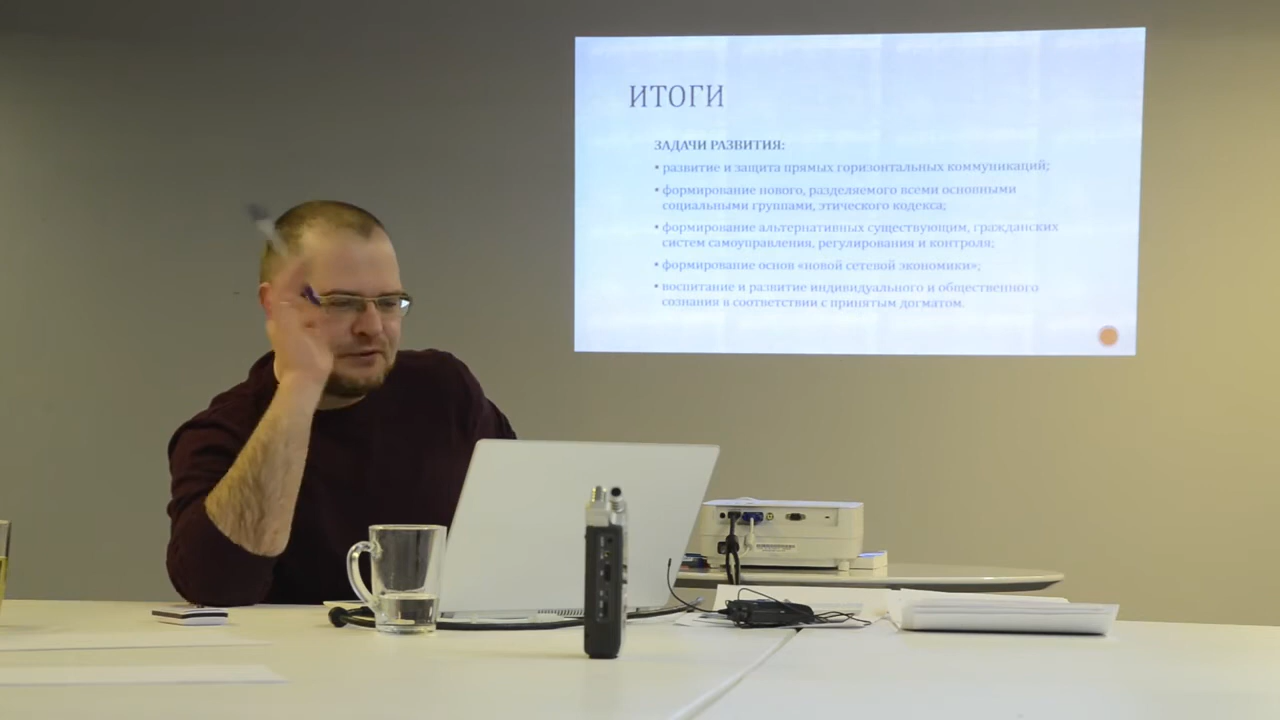 ИТОГИ
ЗАДАЧИ РАЗВИТИЯ:
▪ развитие и защита прямых горизонтальных коммуникаций;
▪ формирование нового, разделяемого всеми основными
социальными группами, этического кодекса;
▪ формирование альтернативных существующим, гражданских
систем самоуправления, регулирования и контроля;
▪ формирование основ «новой сетевой экономики»;
▪ воспитание и развитие индивидуального и общественного
сознания в соответствии с принятым догматом.